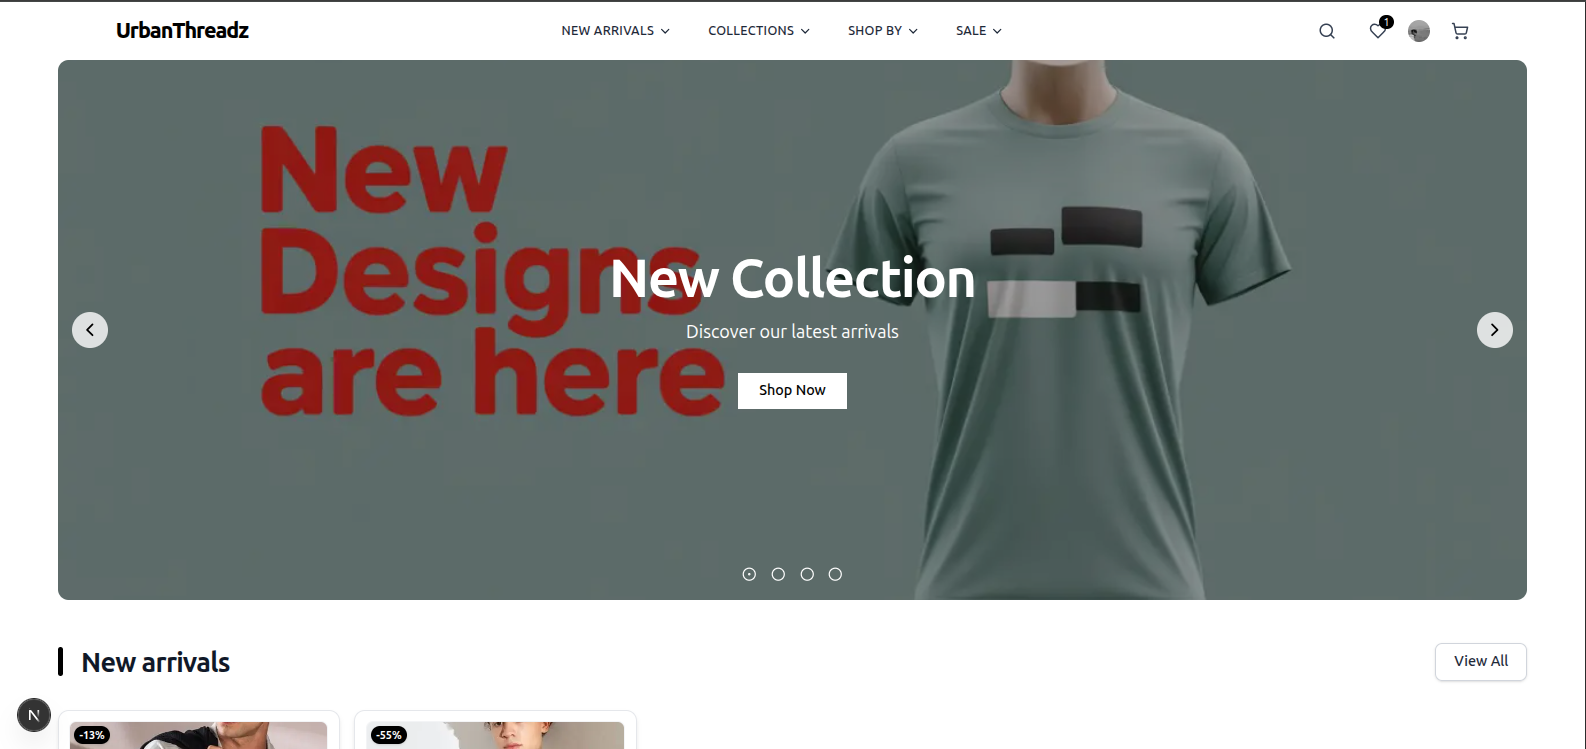 UrbanThreadz
NEW ARRIVALS
COLLECTIONS
SHOP BY
SALE
1
New
Designs
are here
New Collection
Discover our latest arrivals
Shop Now
New arrivals
View All
N
-13%
-55%